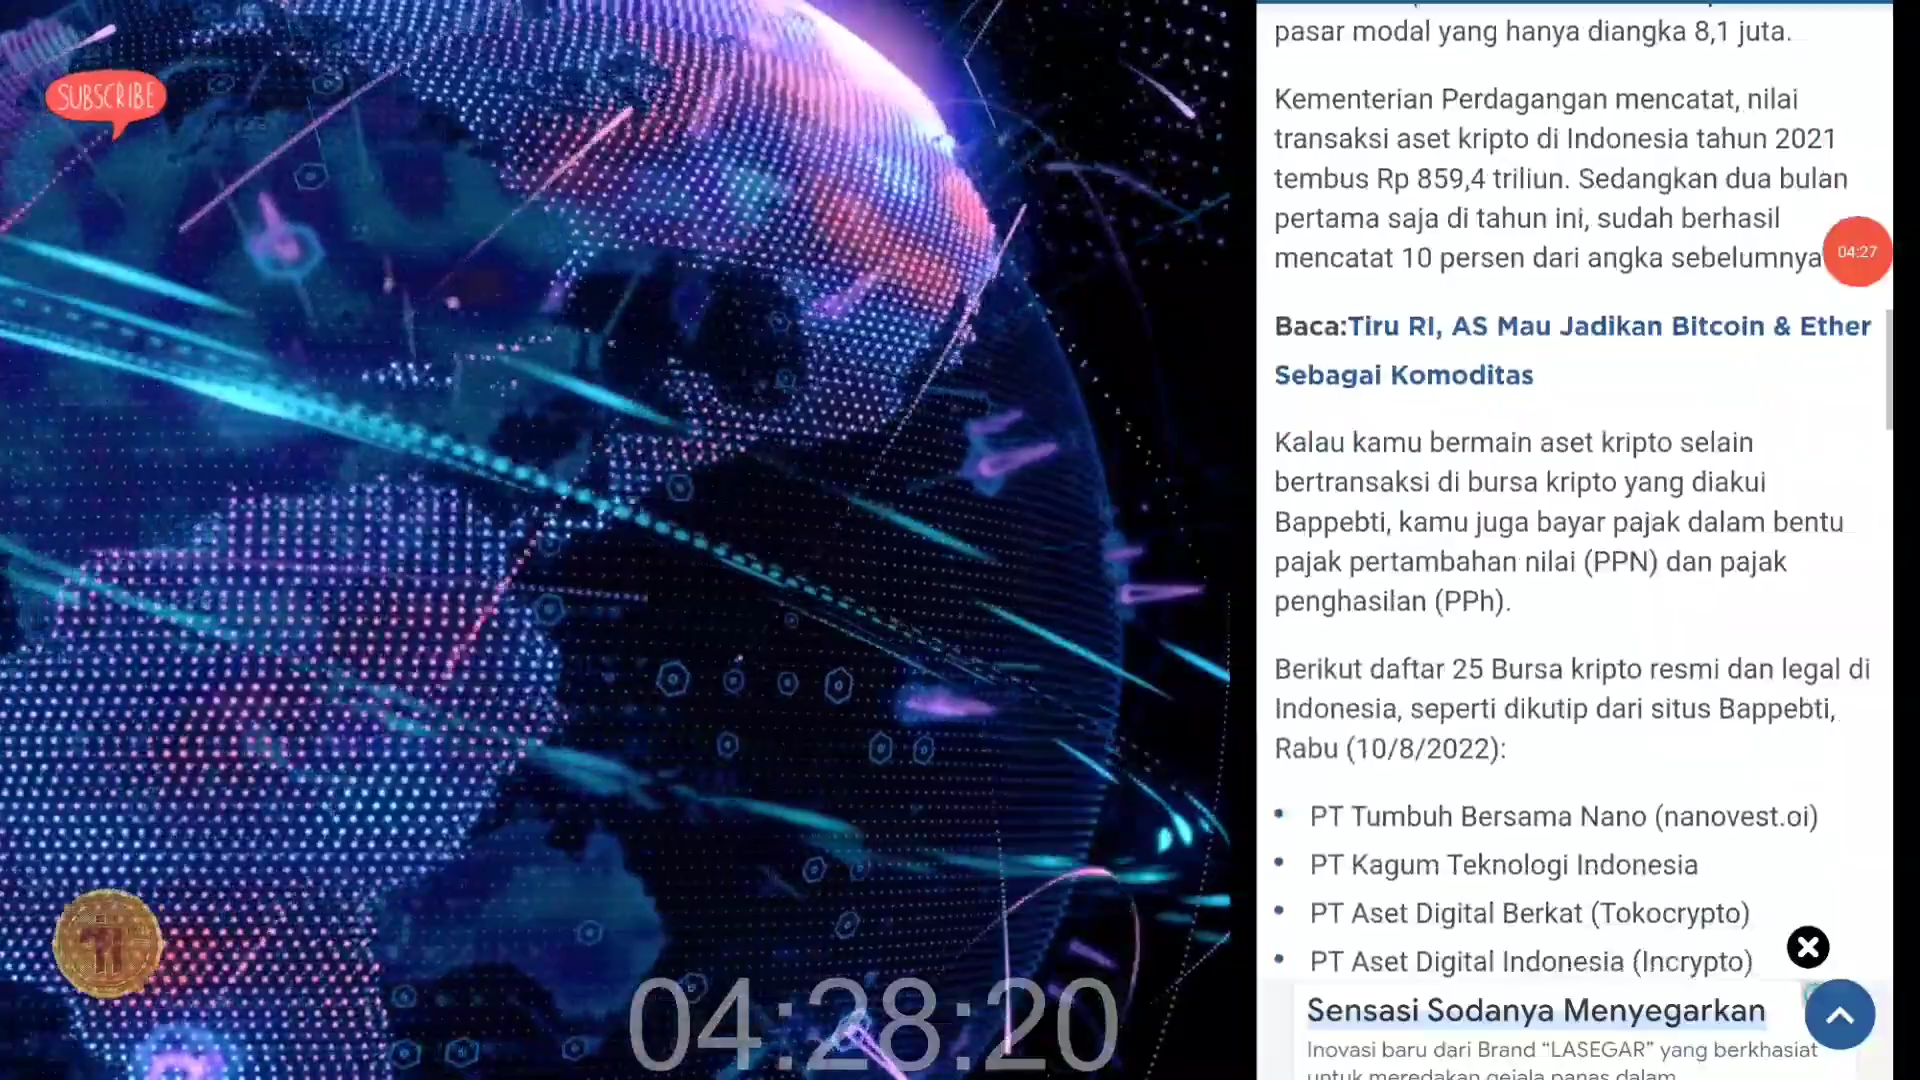 SUBSCRIBE
04:28:20
pasar modal yang hanya diangka 8,1 juta.
Kementerian Perdagangan mencatat, nilai
transaksi aset kripto di Indonesia tahun 2021
tembus Rp 859,4 triliun. Sedangkan dua bulan
pertama saja di tahun ini, sudah berhasil
mencatat 10 persen dari angka sebelumnya
04:27
Baca:Tiru RI, AS Mau Jadikan Bitcoin & Ether
Sebagai Komoditas
Kalau kamu bermain aset kripto selain
bertransaksi di bursa kripto yang diakui
Bappebti, kamu juga bayar pajak dalam bentu
pajak pertambahan nilai (PPN) dan pajak
penghasilan (PPh).
Berikut daftar 25 Bursa kripto resmi dan legal di
Indonesia, seperti dikutip dari situs Bappebti,
Rabu (10/8/2022):
• PT Tumbuh Bersama Nano (nanovest.oi)
• PT Kagum Teknologi Indonesia
• PT Aset Digital Berkat (Tokocrypto)
• PT Aset Digital Indonesia (Incrypto)
Sensasi Sodanya Menyegarkan
Inovasi baru dari Brand “LASEGAR” yang berkhasiat
untuk meredakan gejala panas dalam